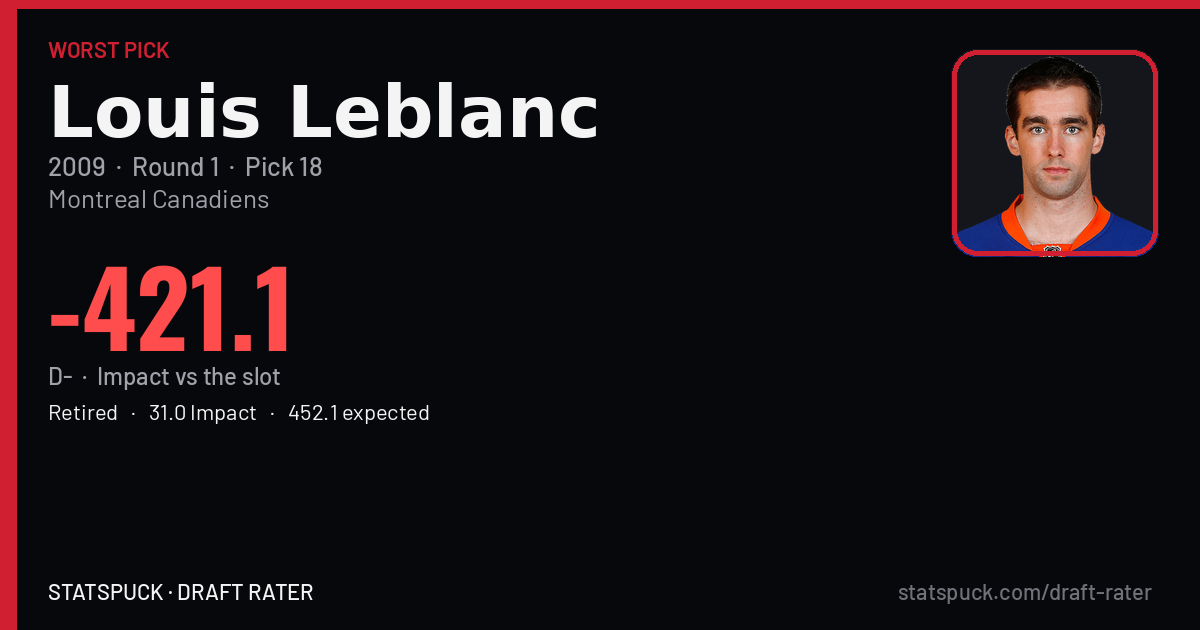 WORST PICK
Louis Leblanc
2009 · Round 1 · Pick 18
Montreal Canadiens
-421.1
D- · Impact vs the slot
Retired · 31.0 Impact · 452.1 expected
STATSPUCK · DRAFT RATER
statspuck.com/draft-rater